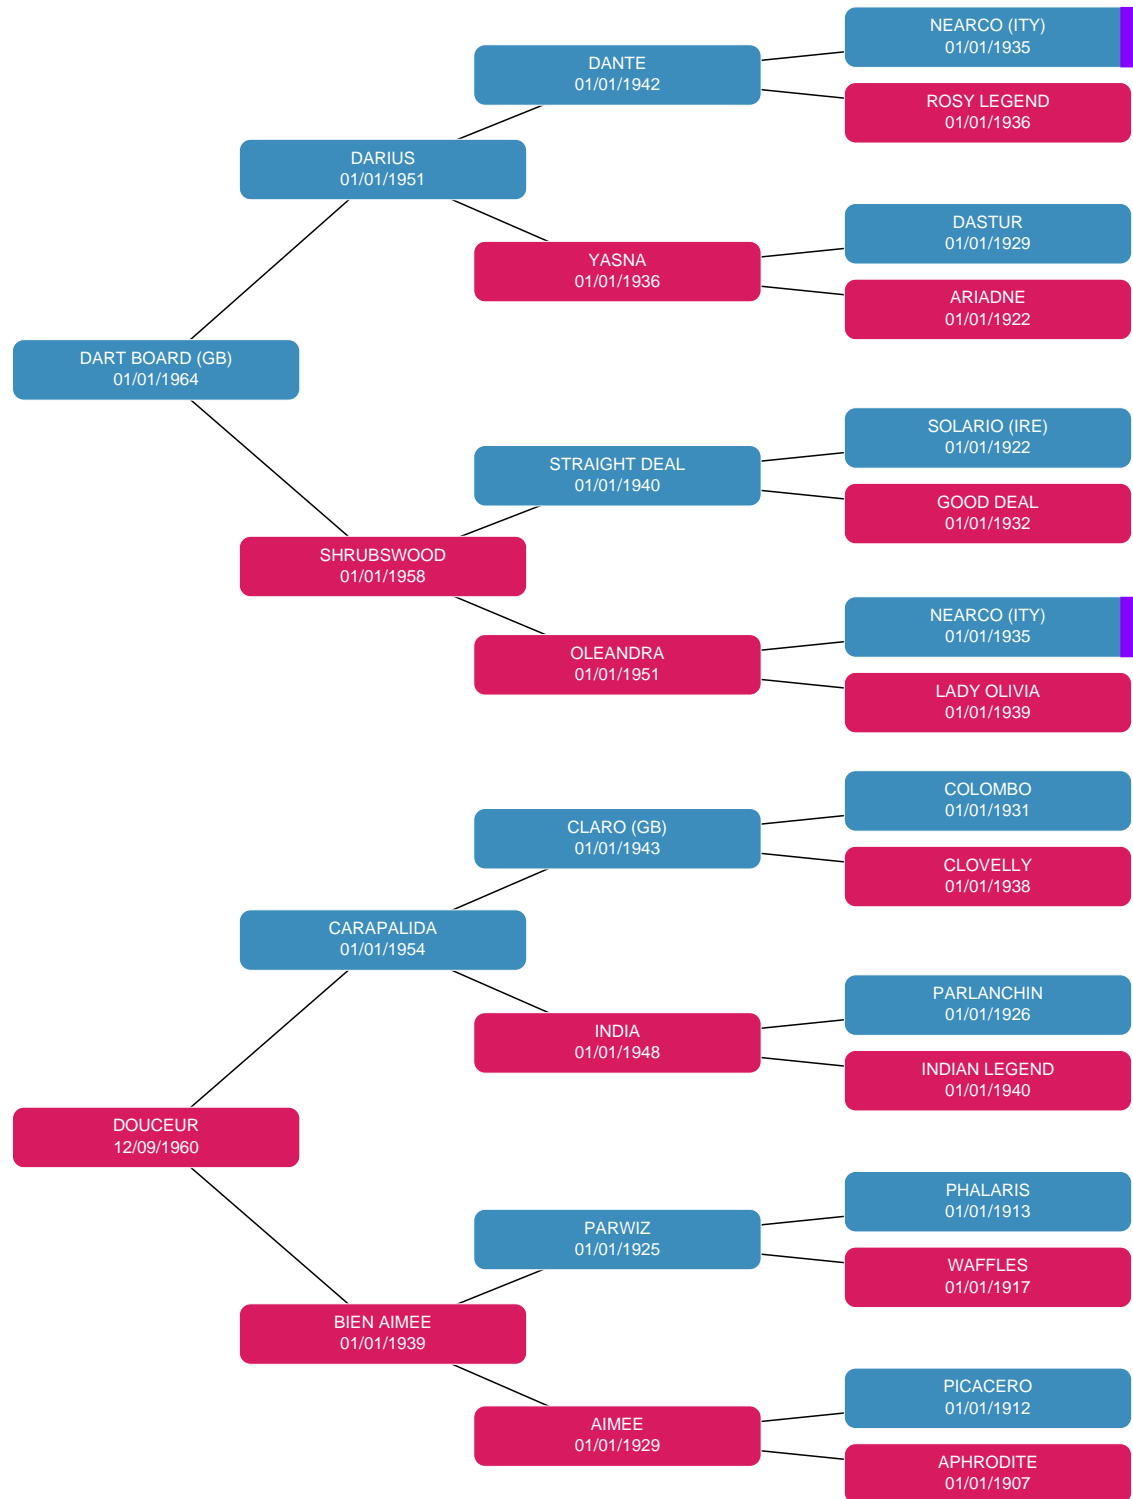 NEARCO (ITY)
01/01/1935
DANTE
01/01/1942
ROSY LEGEND
01/01/1936
DARIUS
01/01/1951
DASTUR
01/01/1929
YASNA
01/01/1936
ARIADNE
01/01/1922
DART BOARD (GB)
01/01/1964
SOLARIO (IRE)
01/01/1922
STRAIGHT DEAL
01/01/1940
GOOD DEAL
01/01/1932
SHRUBSWOOD
01/01/1958
NEARCO (ITY)
01/01/1935
OLEANDRA
01/01/1951
LADY OLIVIA
01/01/1939
COLOMBO
01/01/1931
CLARO (GB)
01/01/1943
CLOVELLY
01/01/1938
CARAPALIDA
01/01/1954
PARLANCHIN
01/01/1926
INDIA
01/01/1948
INDIAN LEGEND
01/01/1940
DOUCEUR
12/09/1960
PHALARIS
01/01/1913
PARWIZ
01/01/1925
WAFFLES
01/01/1917
BIEN AIMEE
01/01/1939
PICACERO
01/01/1912
AIMEE
01/01/1929
APHRODITE
01/01/1907